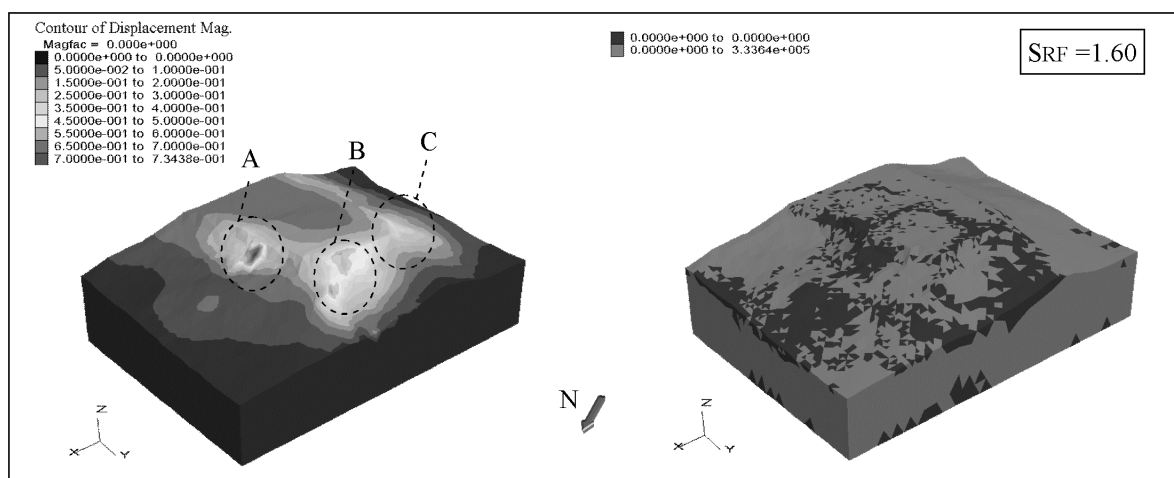 Contour of Displacement Mag.
Magfac = 0.000e+000
0.0000e+000 to 0.0000e+000
5.0000e-002 to 1.0000e-001
1.5000e-001 to 2.0000e-001
2.5000e-001 to 3.0000e-001
3.5000e-001 to 4.0000e-001
4.5000e-001 to 5.0000e-001
5.5000e-001 to 6.0000e-001
6.5000e-001 to 7.0000e-001
7.0000e-001 to 7.3438e-001
A
B
C
Z
X
Y
N
0.0000e+000 to 0.0000e+000
0.0000e+000 to 3.3364e+005
SRF =1.60
Z
X
Y